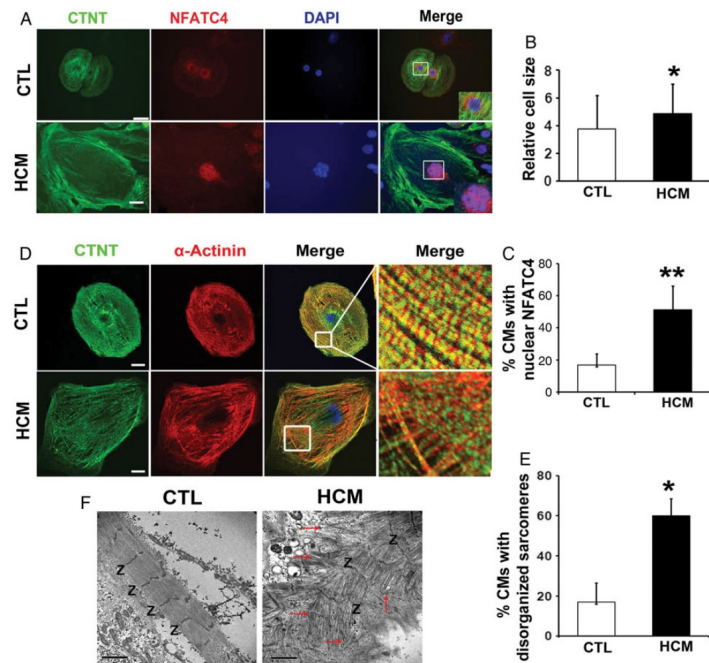 A
CTNT NFATC4 DAPI Merge
CTL
HCM
B
Relative cell size
8
6
4
2
0
*
CTL HCM
C
% CMs with
nuclear NFATC4
80
60
40
20
0
**
CTL HCM
D
CTNT α-Actinin Merge Merge
CTL
HCM
E
% CMs with
disorganized sarcomeres
80
60
40
20
0
*
CTL HCM
F
CTL HCM
Z
Z
Z
Z
Z
Z
Z